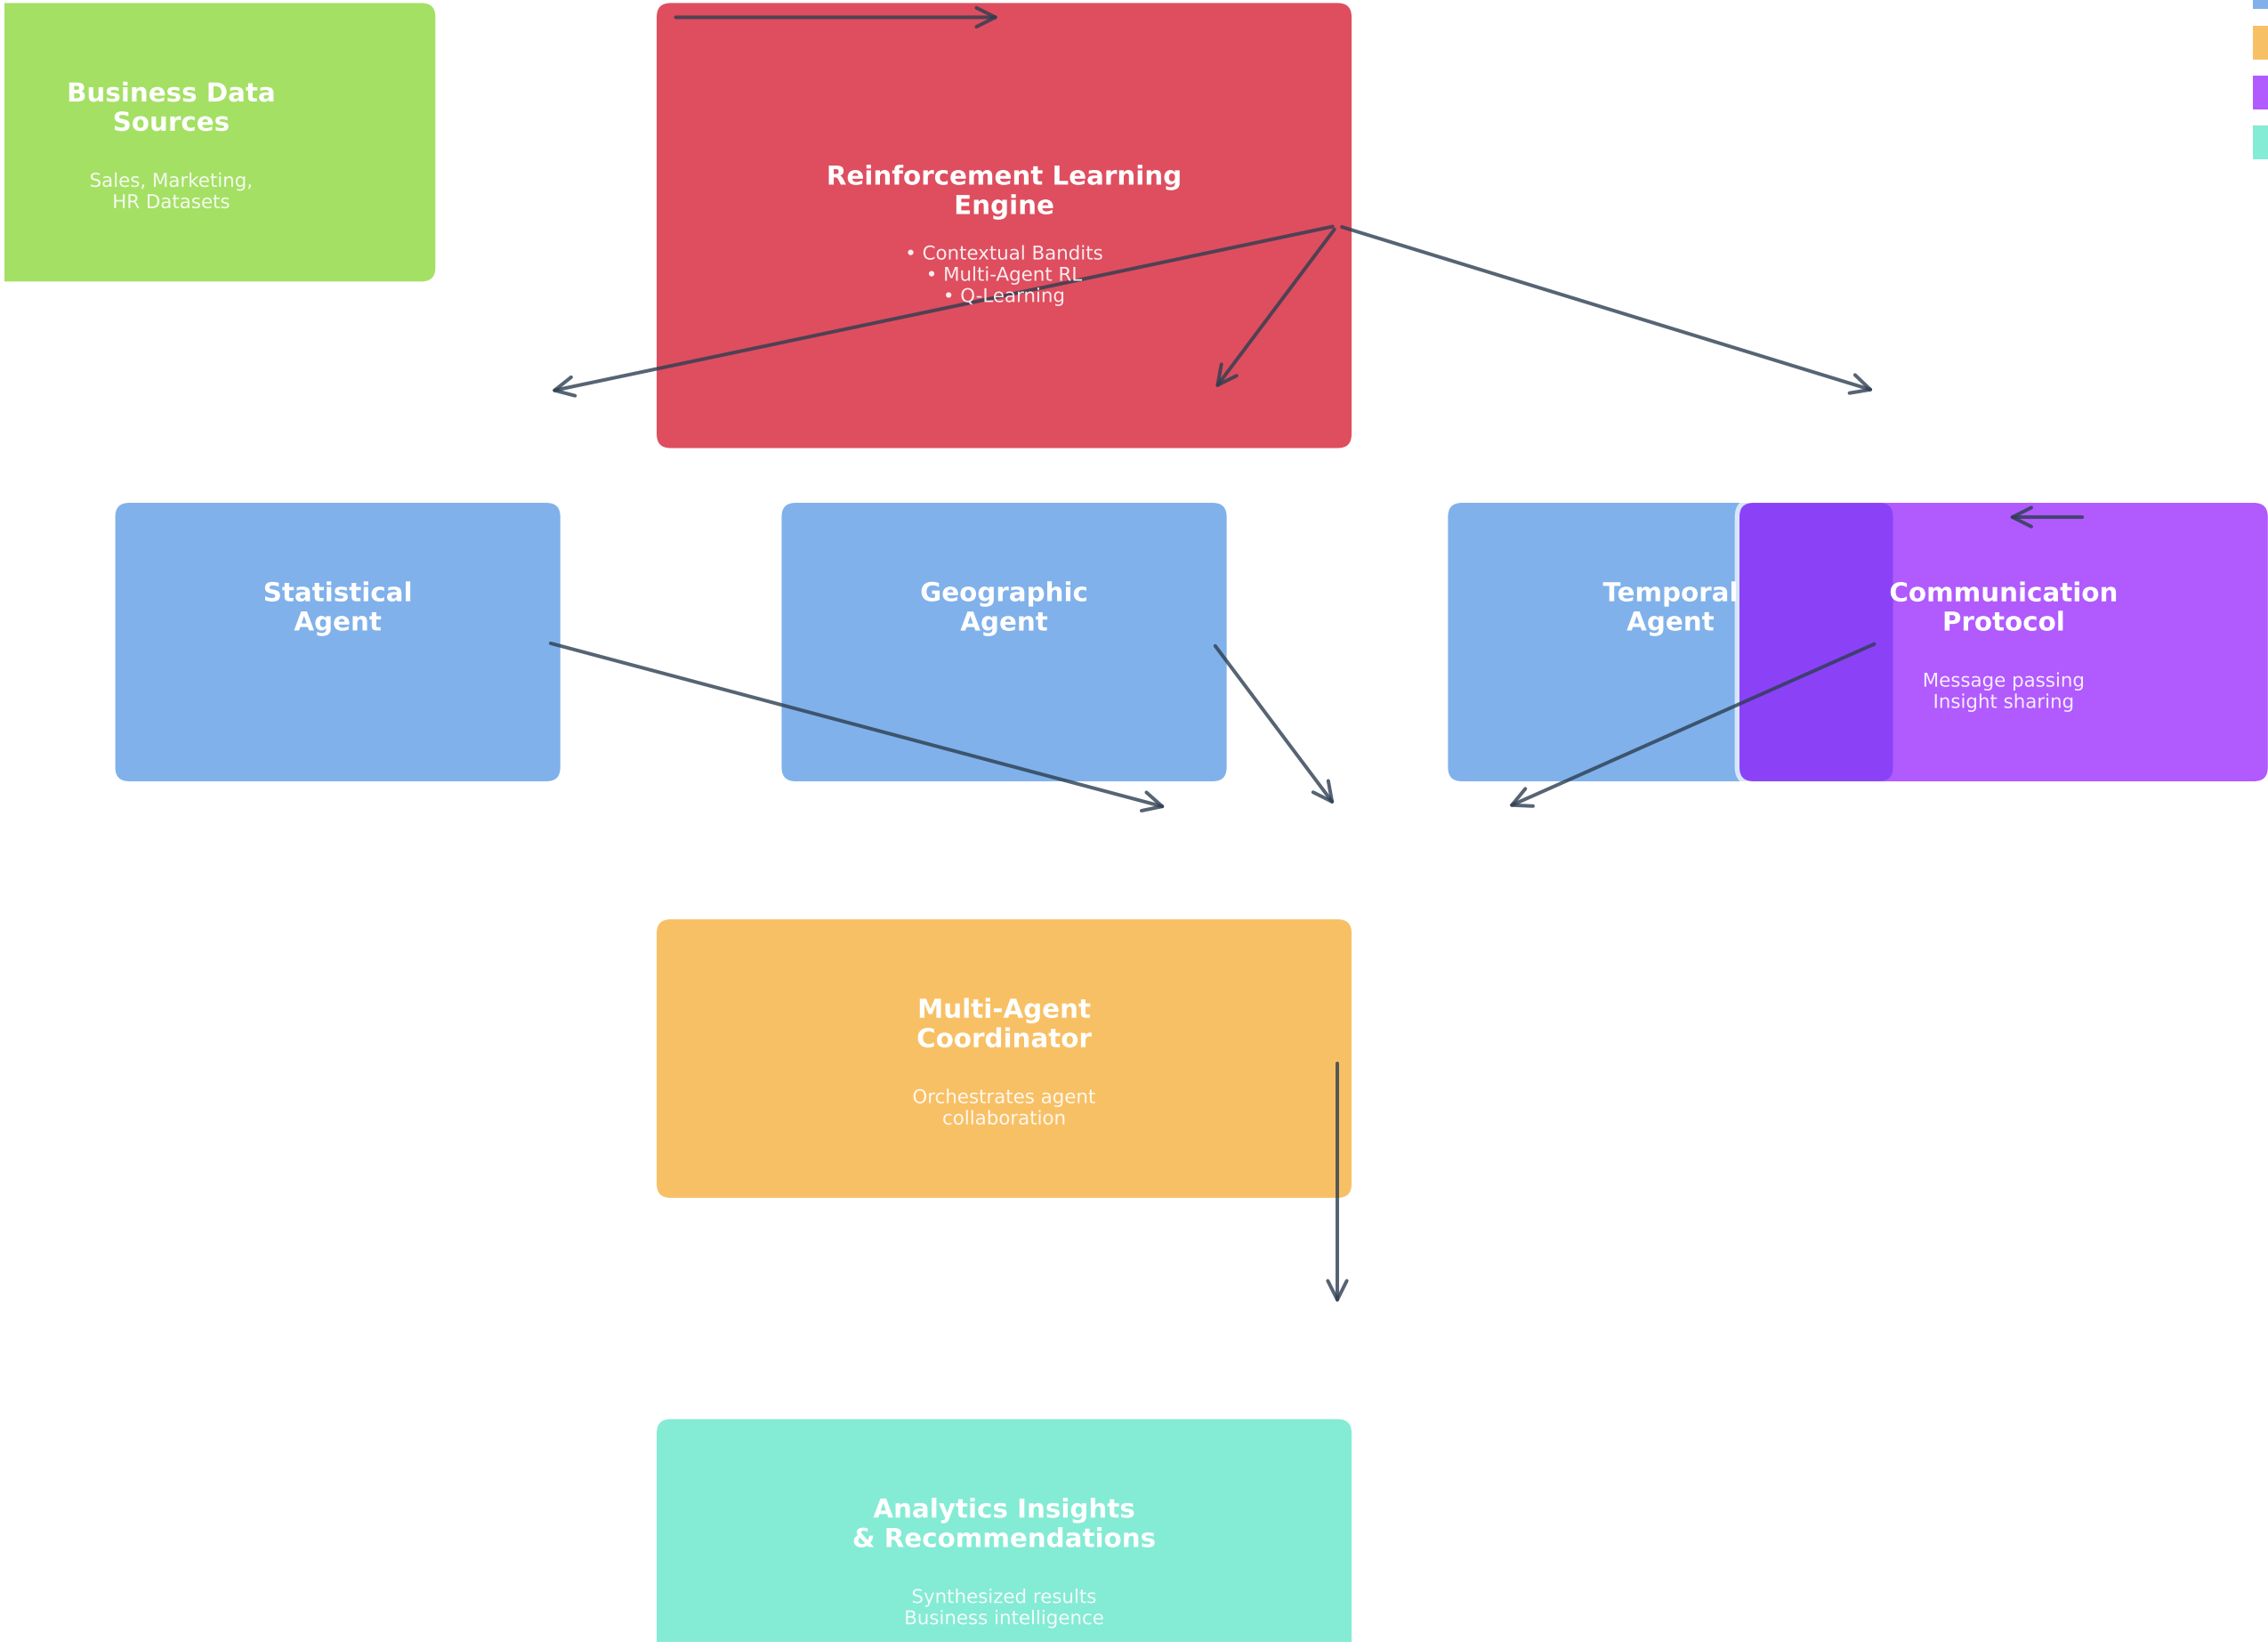 Business Data
Sources
Sales, Marketing,
HR Datasets
Reinforcement Learning
Engine
• Contextual Bandits
• Multi-Agent RL
• Q-Learning
Statistical
Agent
Geographic
Agent
Temporal
Agent
Communication
Protocol
Message passing
Insight sharing
Multi-Agent
Coordinator
Orchestrates agent
collaboration
Analytics Insights
& Recommendations
Synthesized results
Business intelligence